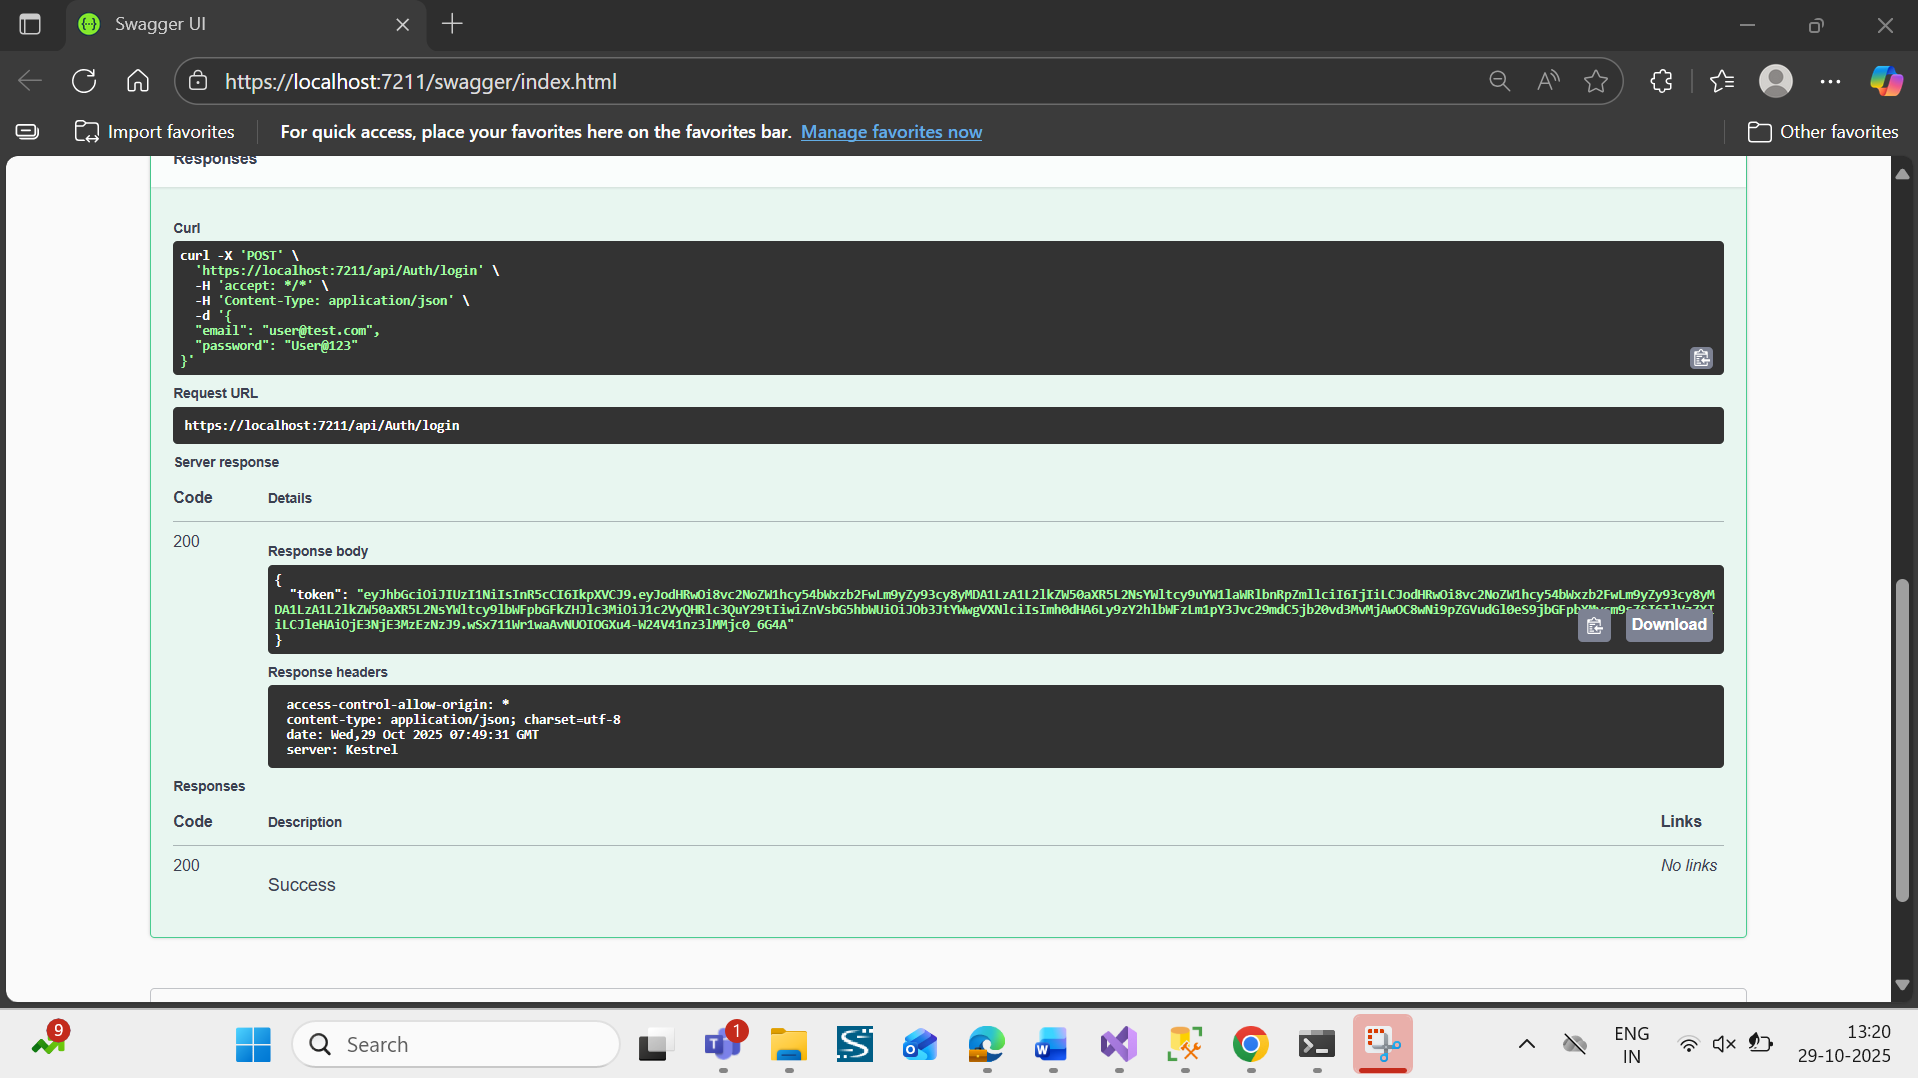 Swagger UI
https://localhost:7211/swagger/index.html
Import favorites
For quick access, place your favorites here on the favorites bar. Manage favorites now
Other favorites
Responses
Curl
curl -X 'POST' \
'https://localhost:7211/api/Auth/login' \
-H 'accept: */*' \
-H 'Content-Type: application/json' \
-d '{
"email": "user@test.com",
"password": "User@123"
}'
Request URL
https://localhost:7211/api/Auth/login
Server response
Code Details
200
Response body
{
"token":
}
Download
Response headers
access-control-allow-origin: *
content-type: application/json; charset=utf-8
date: Wed,29 Oct 2025 07:49:31 GMT
server: Kestrel
Responses
Code Description Links
200 No links
Success
9
Search
1
ENG
IN
13:20
29-10-2025